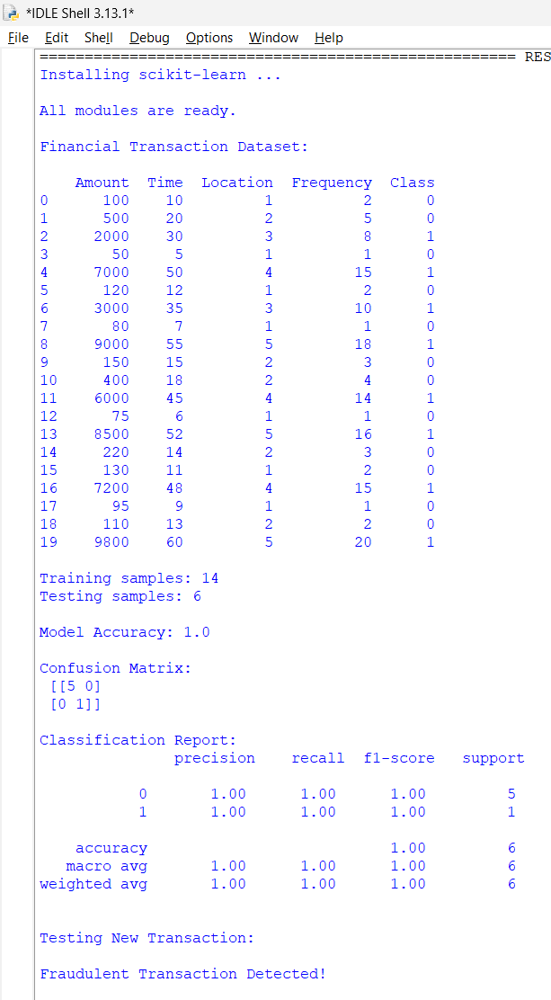 *IDLE Shell 3.13.1*
File Edit Shell Debug Options Window Help
===================================================== RES
Installing scikit-learn ...
All modules are ready.
Financial Transaction Dataset:
    Amount  Time  Location  Frequency  Class
0      100    10         1          2      0
1      500    20         2          5      0
2     2000    30         3          8      1
3       50     5         1          1      0
4     7000    50         4         15      1
5      120    12         1          2      0
6     3000    35         3         10      1
7       80     7         1          1      0
8     9000    55         5         18      1
9      150    15         2          3      0
10     400    18         2          4      0
11    6000    45         4         14      1
12      75     6         1          1      0
13    8500    52         5         16      1
14     220    14         2          3      0
15     130    11         1          2      0
16    7200    48         4         15      1
17      95     9         1          1      0
18     110    13         2          2      0
19    9800    60         5         20      1
Training samples: 14
Testing samples: 6
Model Accuracy: 1.0
Confusion Matrix:
 [[5 0]
 [0 1]]
Classification Report:
               precision    recall  f1-score   support
           0       1.00      1.00      1.00         5
           1       1.00      1.00      1.00         1
    accuracy                           1.00         6
   macro avg       1.00      1.00      1.00         6
weighted avg       1.00      1.00      1.00         6
Testing New Transaction:
Fraudulent Transaction Detected!